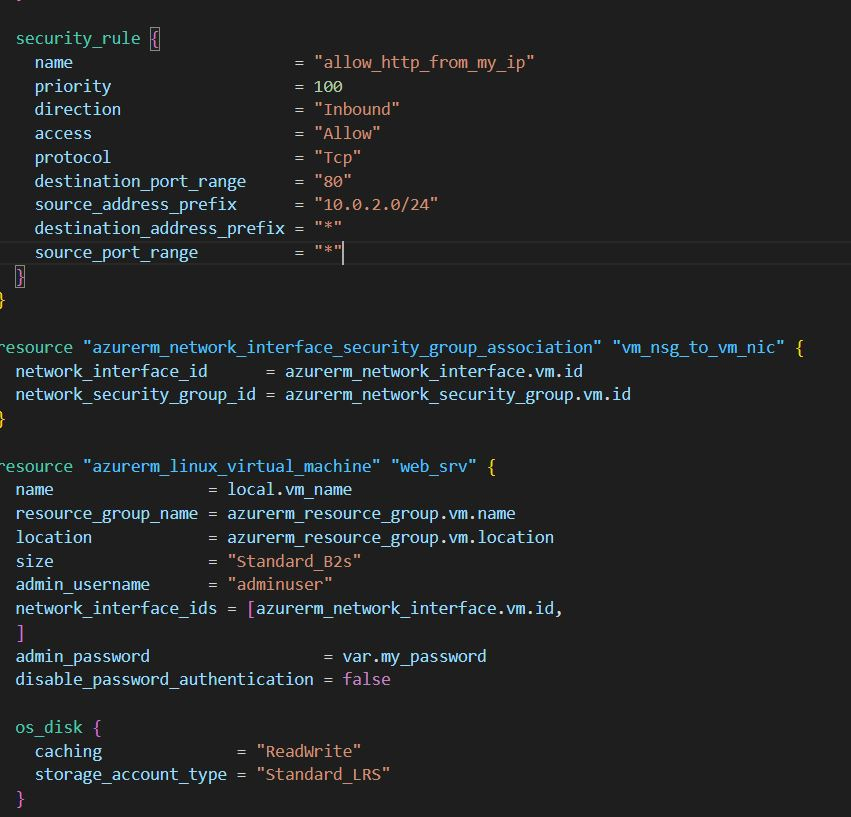 security_rule {
name = "allow_http_from_my_ip"
priority = 100
direction = "Inbound"
access = "Allow"
protocol = "Tcp"
destination_port_range = "80"
source_address_prefix = "10.0.2.0/24"
destination_address_prefix = "*"
source_port_range = "*"
}
}
resource "azurerm_network_interface_security_group_association" "vm_nsg_to_vm_nic" {
network_interface_id = azurerm_network_interface.vm.id
network_security_group_id = azurerm_network_security_group.vm.id
}
resource "azurerm_linux_virtual_machine" "web_srv" {
name = local.vm_name
resource_group_name = azurerm_resource_group.vm.name
location = azurerm_resource_group.vm.location
size = "Standard_B2s"
admin_username = "adminuser"
network_interface_ids = [azurerm_network_interface.vm.id,
]
admin_password = var.my_password
disable_password_authentication = false
os_disk {
caching = "ReadWrite"
storage_account_type = "Standard_LRS"
}